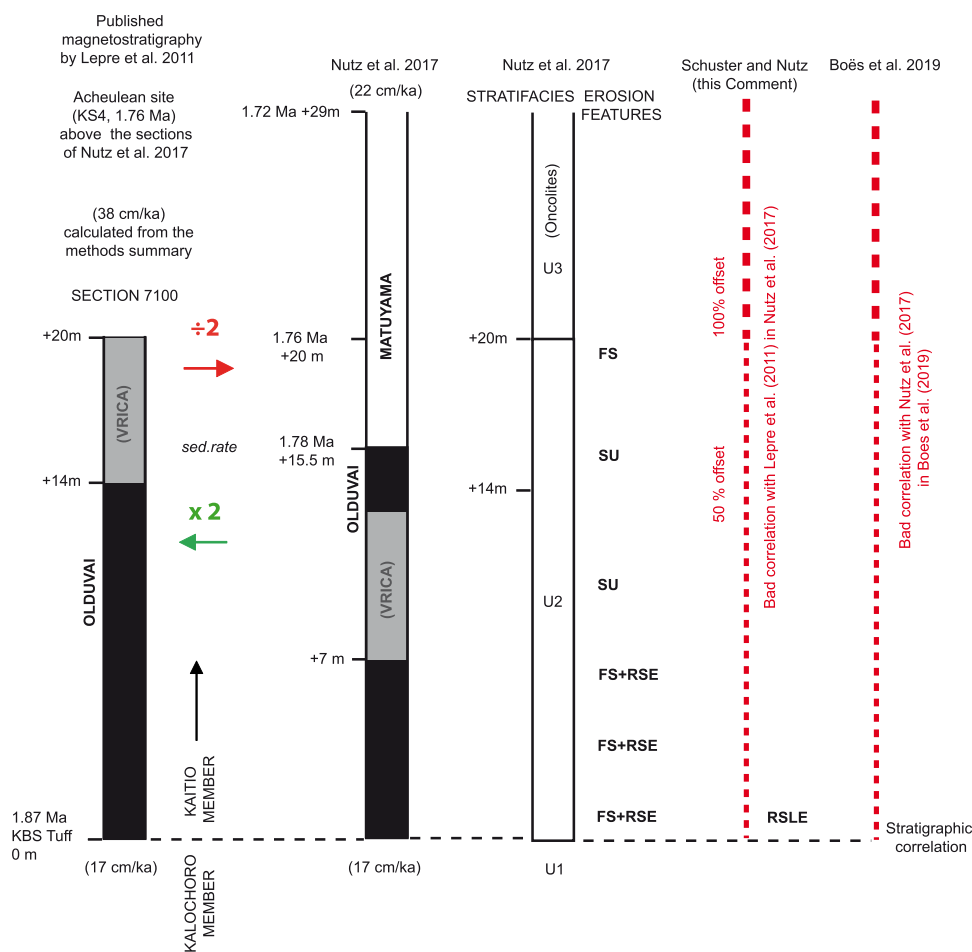 Published
magnetostratigraphy
by Lepre et al. 2011
Acheulean site
(KS4, 1.76 Ma)
above the sections
of Nutz et al. 2017
(38 cm/ka)
calculated from the
methods summary
SECTION 7100
+20m
(VRICA)
+14m
OLDUVAI
1.87 Ma
KBS Tuff
0 m
(17 cm/ka)
÷2
sed.rate
x 2
KAITIO
MEMBER
KALOCHORO
MEMBER
Nutz et al. 2017
(22 cm/ka)
1.72 Ma +29m
MATUYAMA
1.76 Ma
+20 m
1.78 Ma
+15.5 m
OLDUVAI
(VRICA)
+7 m
(17 cm/ka)
Nutz et al. 2017
STRATIFACIES
EROSION
FEATURES
(Oncolites)
U3
+20m
+14m
U2
U1
FS
SU
SU
FS+RSE
FS+RSE
FS+RSE
Schuster and Nutz
(this Comment)
100% offset
50 % offset
Bad correlation with Lepre et al. (2011) in Nutz et al. (2017)
RSLE
Boës et al. 2019
Bad correlation with Nutz et al. (2017)
in Boes et al. (2019)
Stratigraphic
correlation